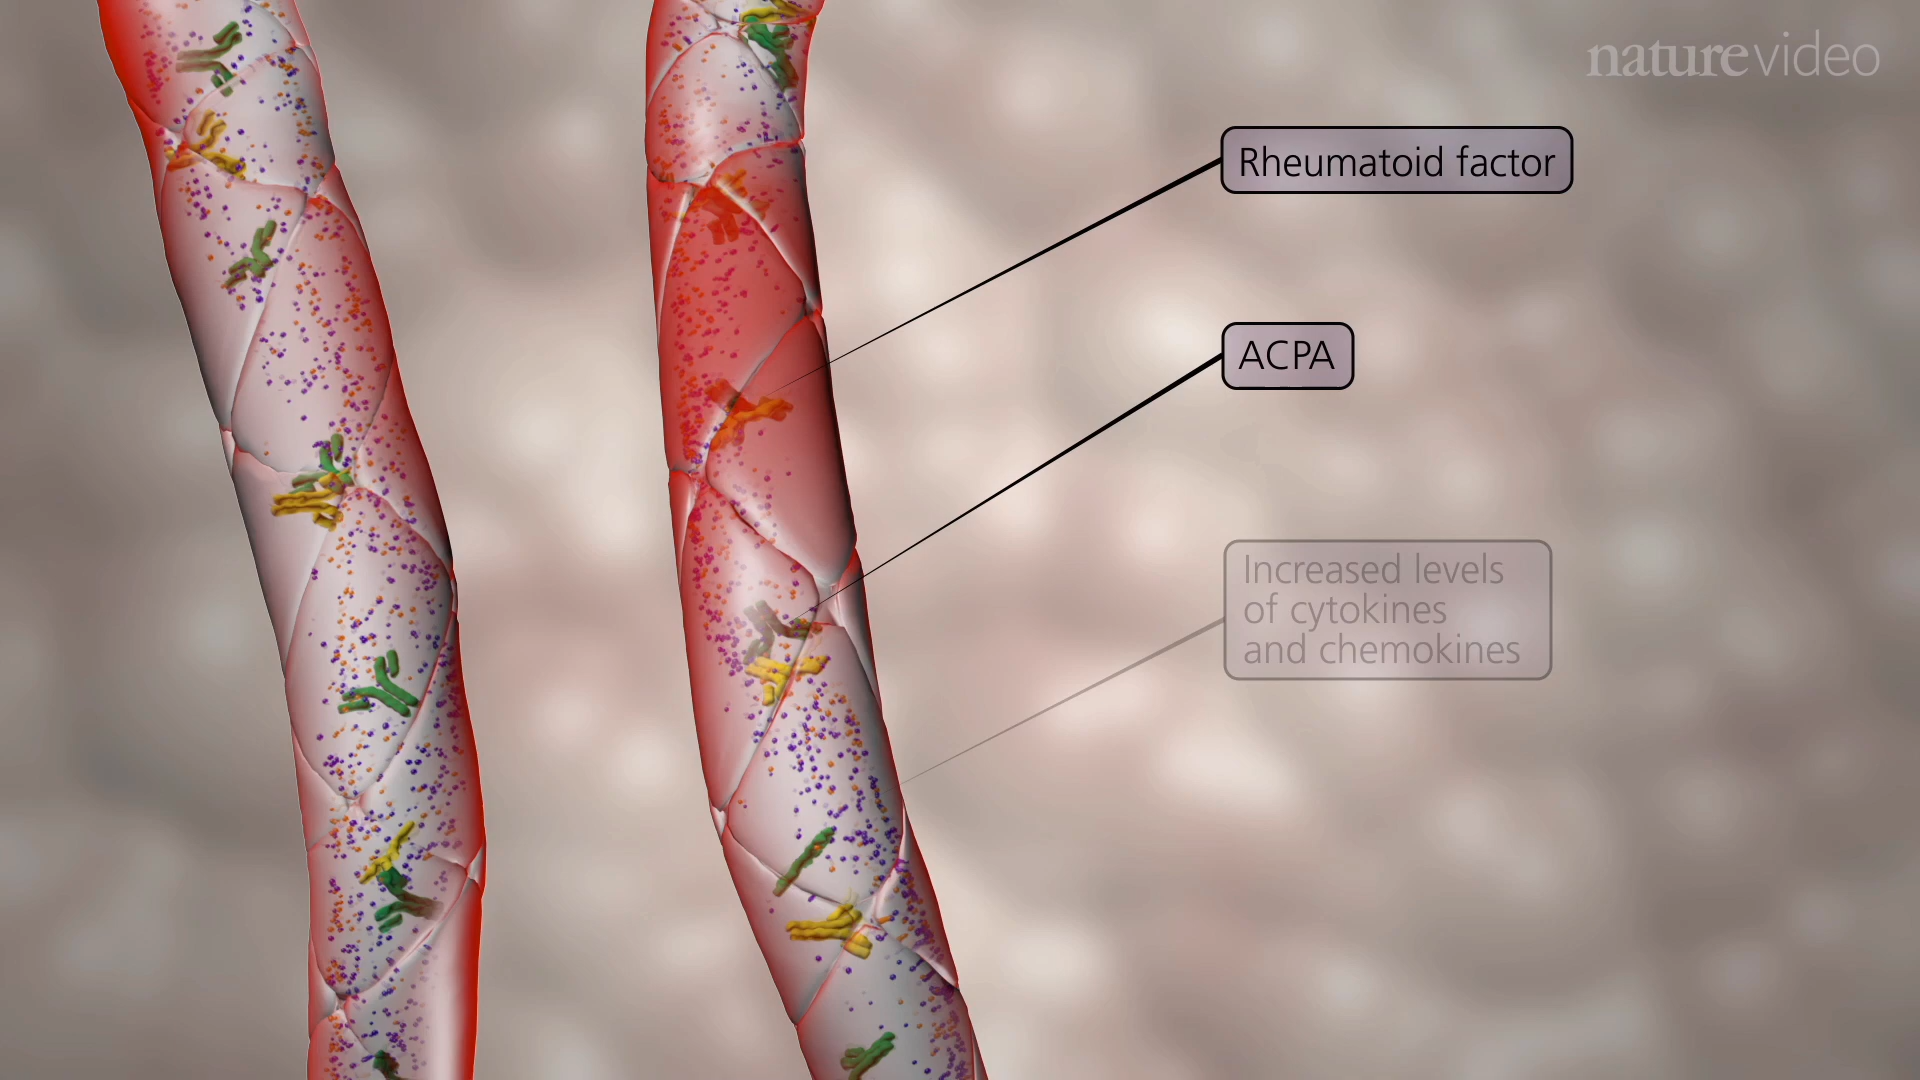 naturevideo
Rheumatoid factor
ACPA
Increased levels
of cytokines
and chemokines